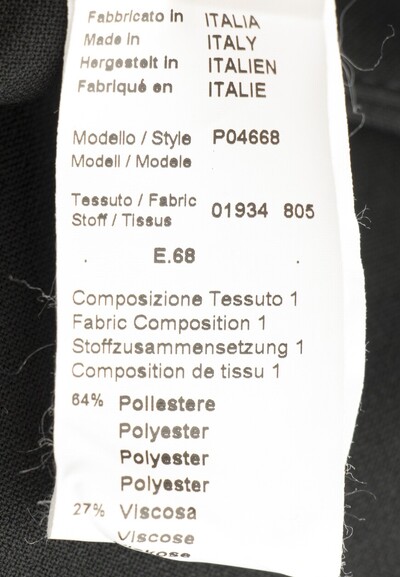 Fabbricato in ITALIA
Made in ITALY
Hergestelt in ITALIEN
Fabriqué en ITALIE
Modello / Style P04668
Modell / Modele
Tessuto / Fabric 01934 805
Stoff / Tissus
E.68
Composizione Tessuto 1
Fabric Composition 1
Stoffzusammensetzung 1
Composition de tissu 1
64% Poliestere
Polyester
Polyester
Polyester
27% Viscosa
Viscose